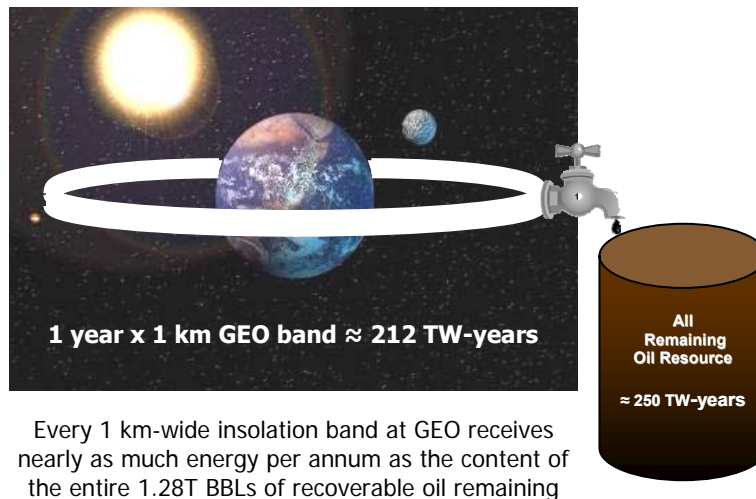 1 year x 1 km GEO band ≈ 212 TW-years
All
Remaining
Oil Resource
≈ 250 TW-years
Every 1 km-wide insolation band at GEO receives
nearly as much energy per annum as the content of
the entire 1.28T BBLs of recoverable oil remaining